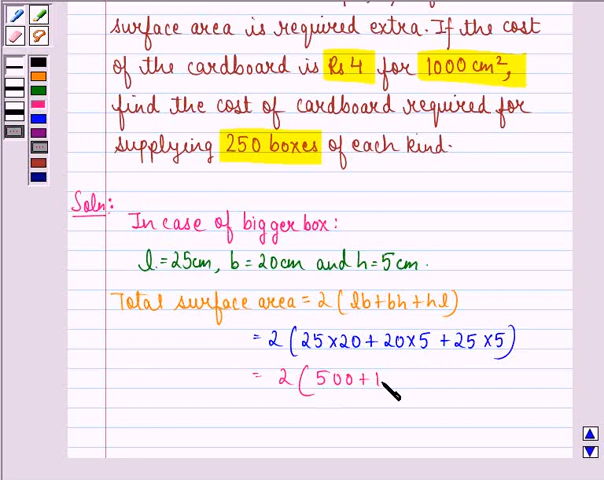 surface area is required extra. If the cost
of the cardboard is Rs 4 for 1000 cm²,
find the cost of cardboard required for
supplying 250 boxes of each kind.
Soln:
In case of bigger box:
l = 25cm, b = 20cm and h = 5 cm.
Total surface area = 2 (lb + bh + hl)
= 2 (25 × 20 + 20 × 5 + 25 × 5)
= 2 (500 + 1